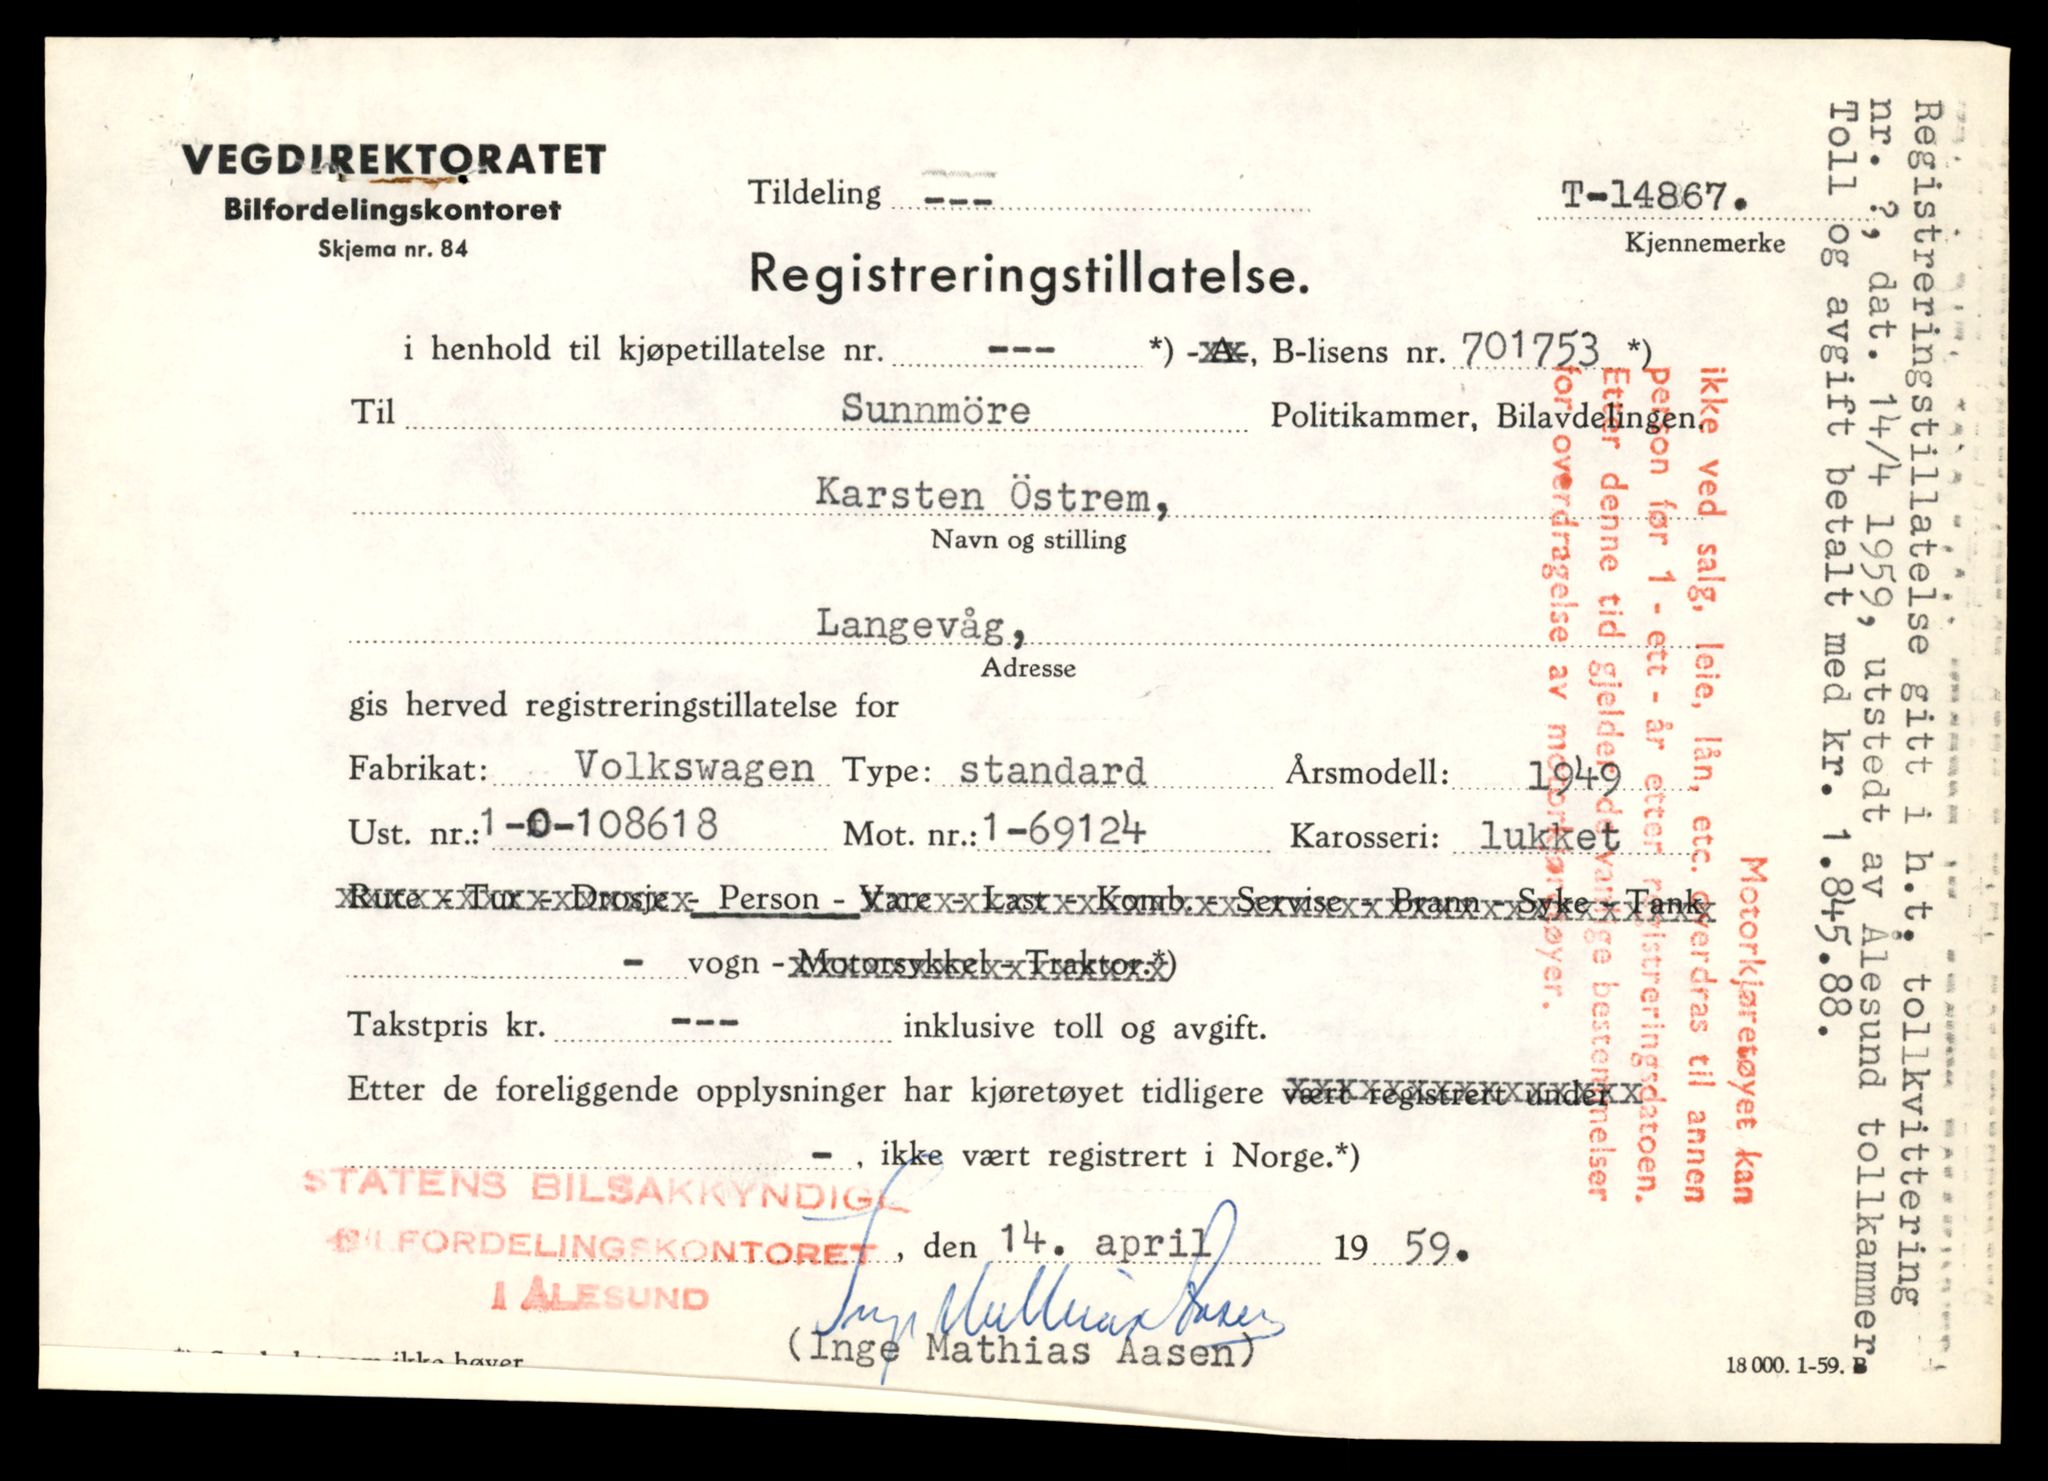 VEGDIREKTORATET
Bilfordelingskontoret
Skjema nr. 84
Tildeling ---
T-14867.
Kjennemerke
Registreringstillatelse.
i henhold til kjøpetillatelse nr. --- *) -A-, B-lisens nr. 701753 *)
Til Sunnmöre Politikammer, Bilavdelingen.
Karsten Östrem,
Navn og stilling
Langevåg,
Adresse
gis herved registreringstillatelse for
Fabrikat: Volkswagen Type: standard Årsmodell: 1949
Ust. nr.: 1-0-108618 Mot. nr.: 1-69124 Karosseri: lukket
Rute - Tur - Drosje - Person - Vare - Last - Komb. - Servise - Brann - Syke - Tank
- vogn - Motorsykkel - Traktor.*)
Takstpris kr. --- inklusive toll og avgift.
Etter de foreliggende opplysninger har kjøretøyet tidligere vært registrert under
- , ikke vært registrert i Norge.*)
STATENS BILSAKKYNDIGE
BILFORDELINGSKONTORET
I ÅLESUND
, den 14. april 19 59.
Inge Mathias Aasen
(Inge Mathias Aasen)
ikke høver
18 000. 1-59. B
Motorkjøretøyet kan
ikke ved salg, leie, lån, etc. overdras til annen
person før 1 - ett - år etter registreringsdatoen.
Etter denne tid gjelder de vanlige bestemmelser
for overdragelse av motorkjøretøyer.
Registreringstillatelse gitt i h.t. tollkvittering
nr. ?, dat. 14/4 1959, utstedt av Ålesund tollkammer.
Toll og avgift betalt med kr. 1.845.88.